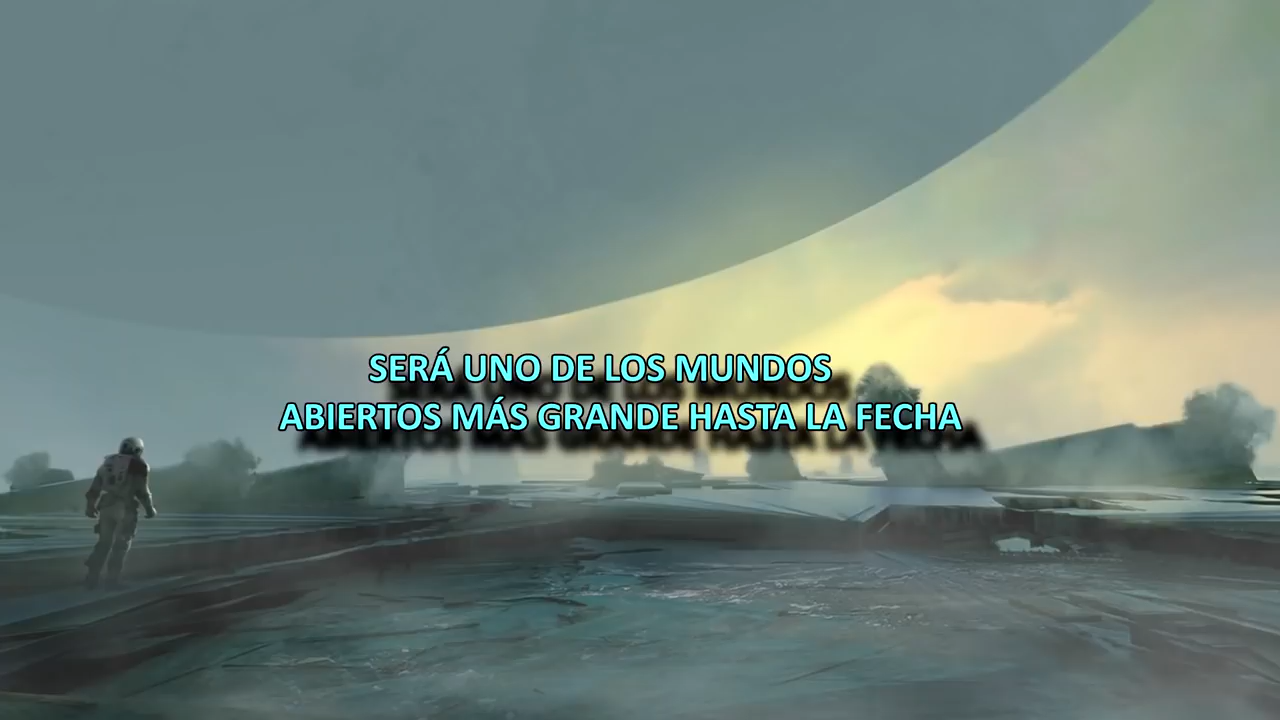 SERÁ UNO DE LOS MUNDOS
ABIERTOS MÁS GRANDE HASTA LA FECHA